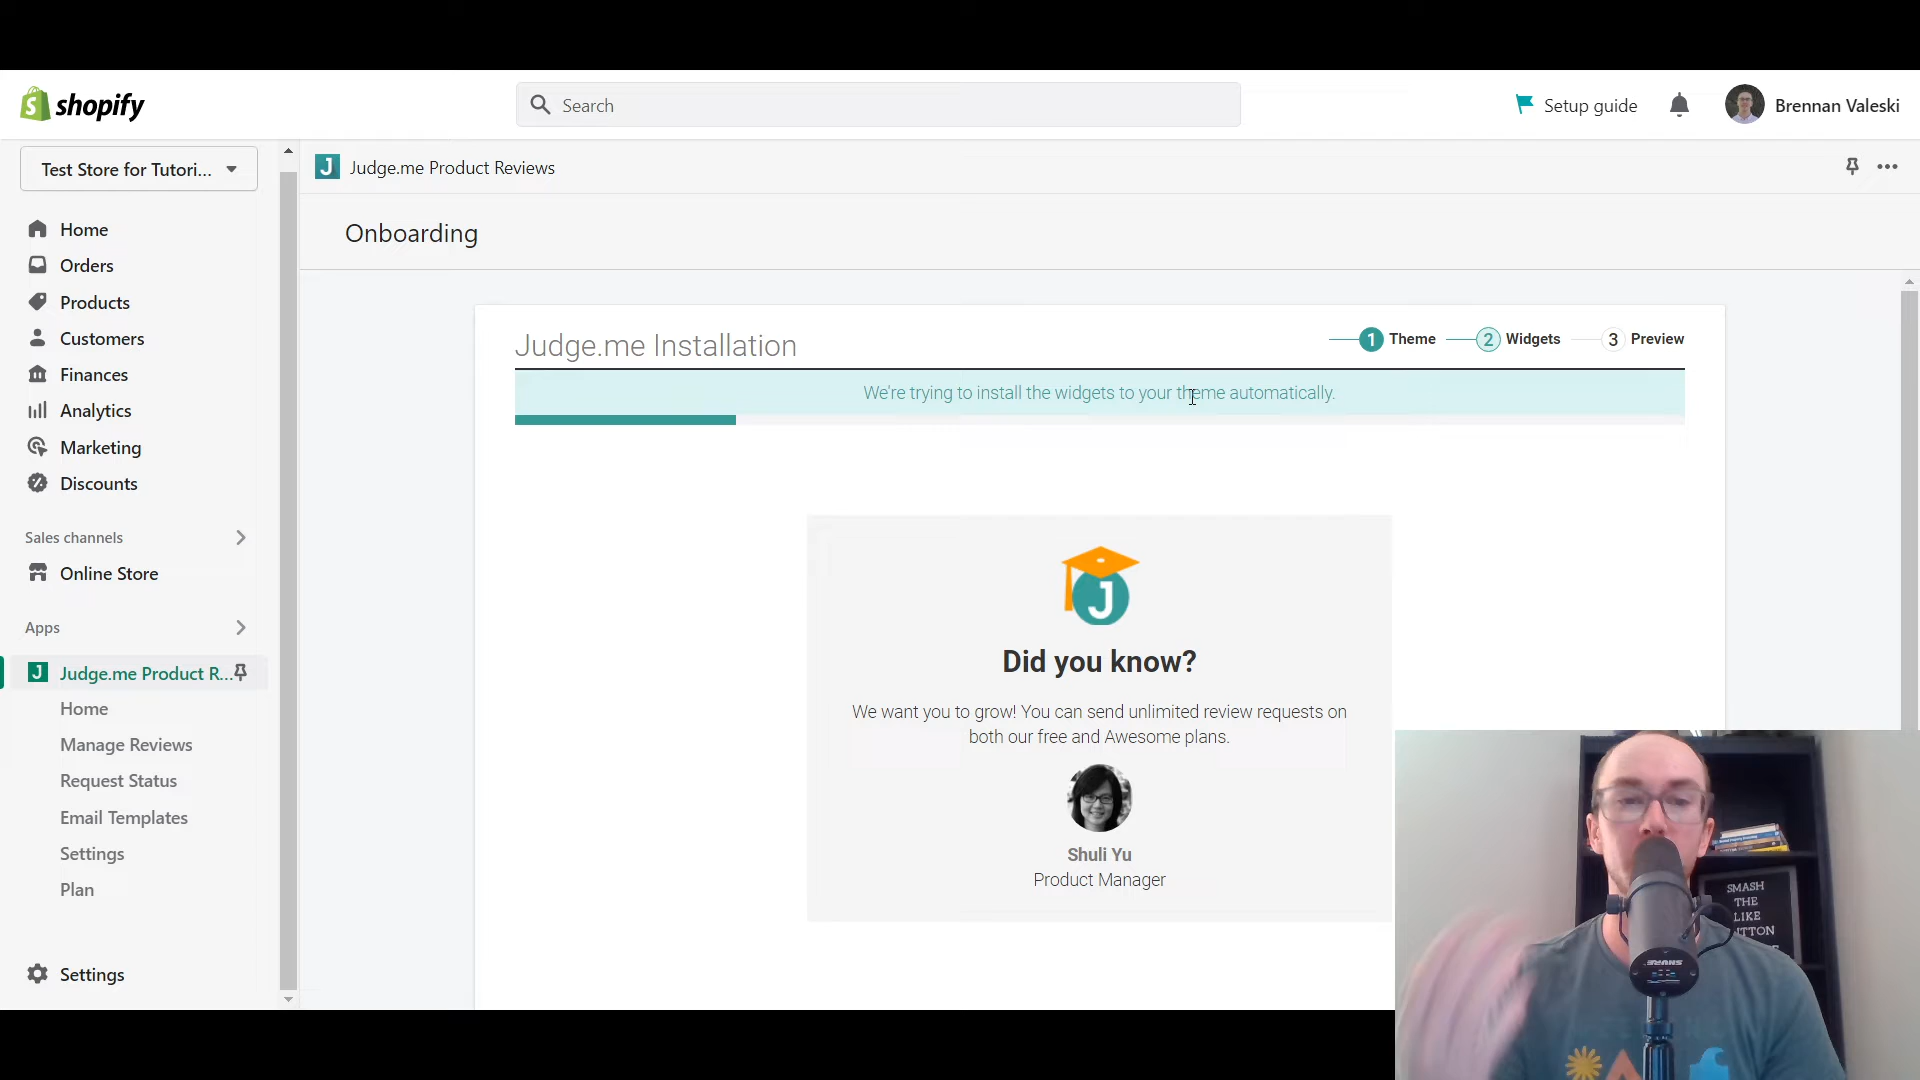 shopify
Search
Setup guide
Brennan Valeski
Test Store for Tutori...
J Judge.me Product Reviews
Home
Orders
Products
Customers
Finances
Analytics
Marketing
Discounts
Sales channels
Online Store
Apps
J Judge.me Product R...
Home
Manage Reviews
Request Status
Email Templates
Settings
Plan
Settings
Onboarding
Judge.me Installation
1 Theme 2 Widgets 3 Preview
We're trying to install the widgets to your theme automatically.
J
Did you know?
We want you to grow! You can send unlimited review requests on
both our free and Awesome plans.
Shuli Yu
Product Manager
SMASH
THE
LIKE
SHURE